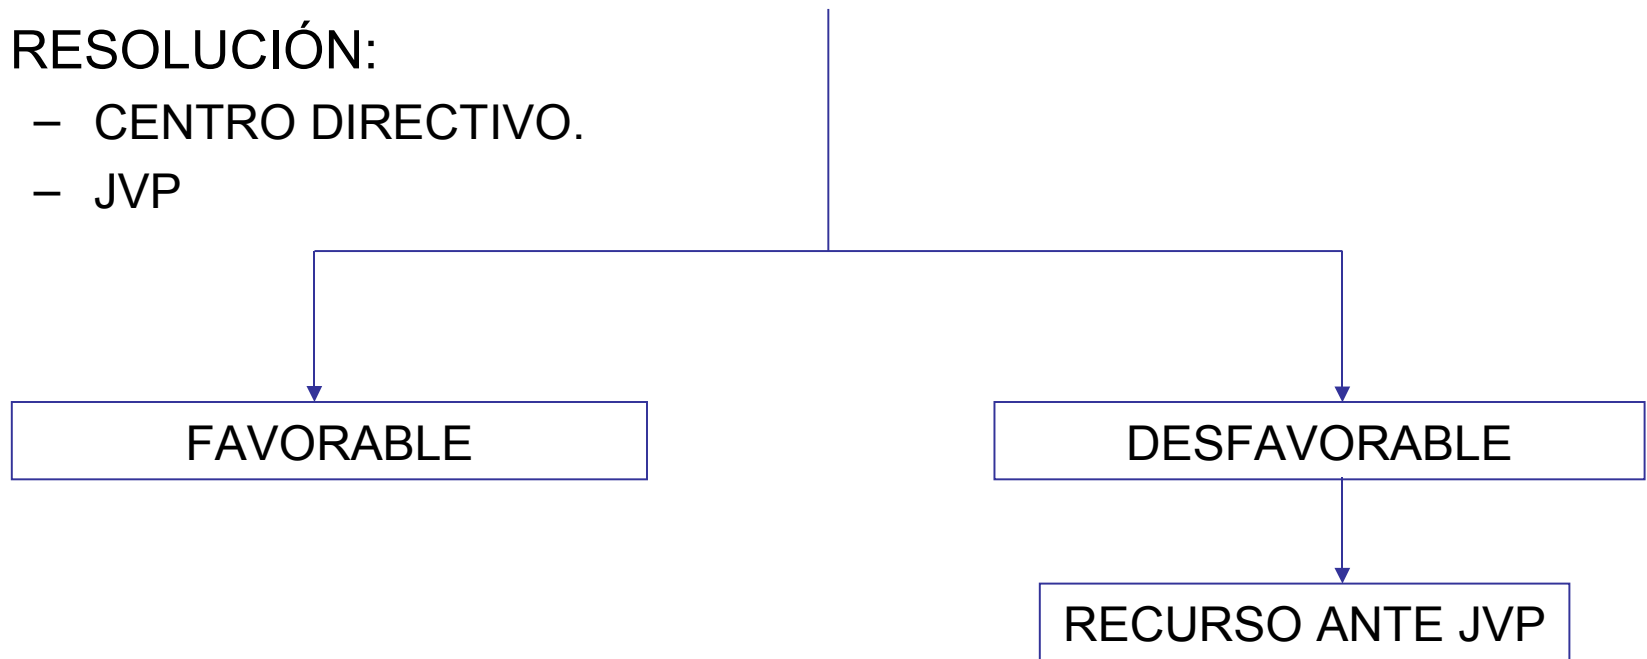 RESOLUCIÓN:
– CENTRO DIRECTIVO.
– JVP
FAVORABLE
DESFAVORABLE
RECURSO ANTE JVP